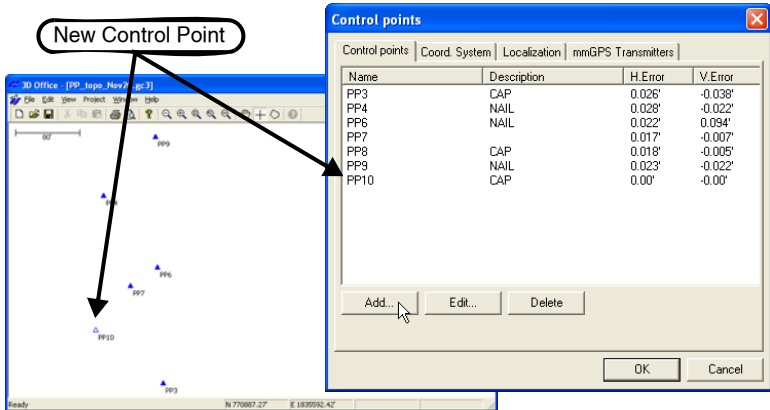 New Control Point
3D Office - [PP_topo_Nov2
.gc3]
File Edit View Project Window Help
80'
PP9
PP6
PP7
PP10
PP3
Ready
N 770887.27' E 1835592.42'
Control points
Control points Coord. System Localization mmGPS Transmitters
Name Description H.Error V.Error
PP3 CAP 0.026' -0.038'
PP4 NAIL 0.028' -0.022'
PP6 NAIL 0.022' 0.094'
PP7 0.017' -0.007'
PP8 CAP 0.018' -0.005'
PP9 NAIL 0.023' -0.022'
PP10 CAP 0.00' -0.00'
Add... Edit... Delete
OK Cancel